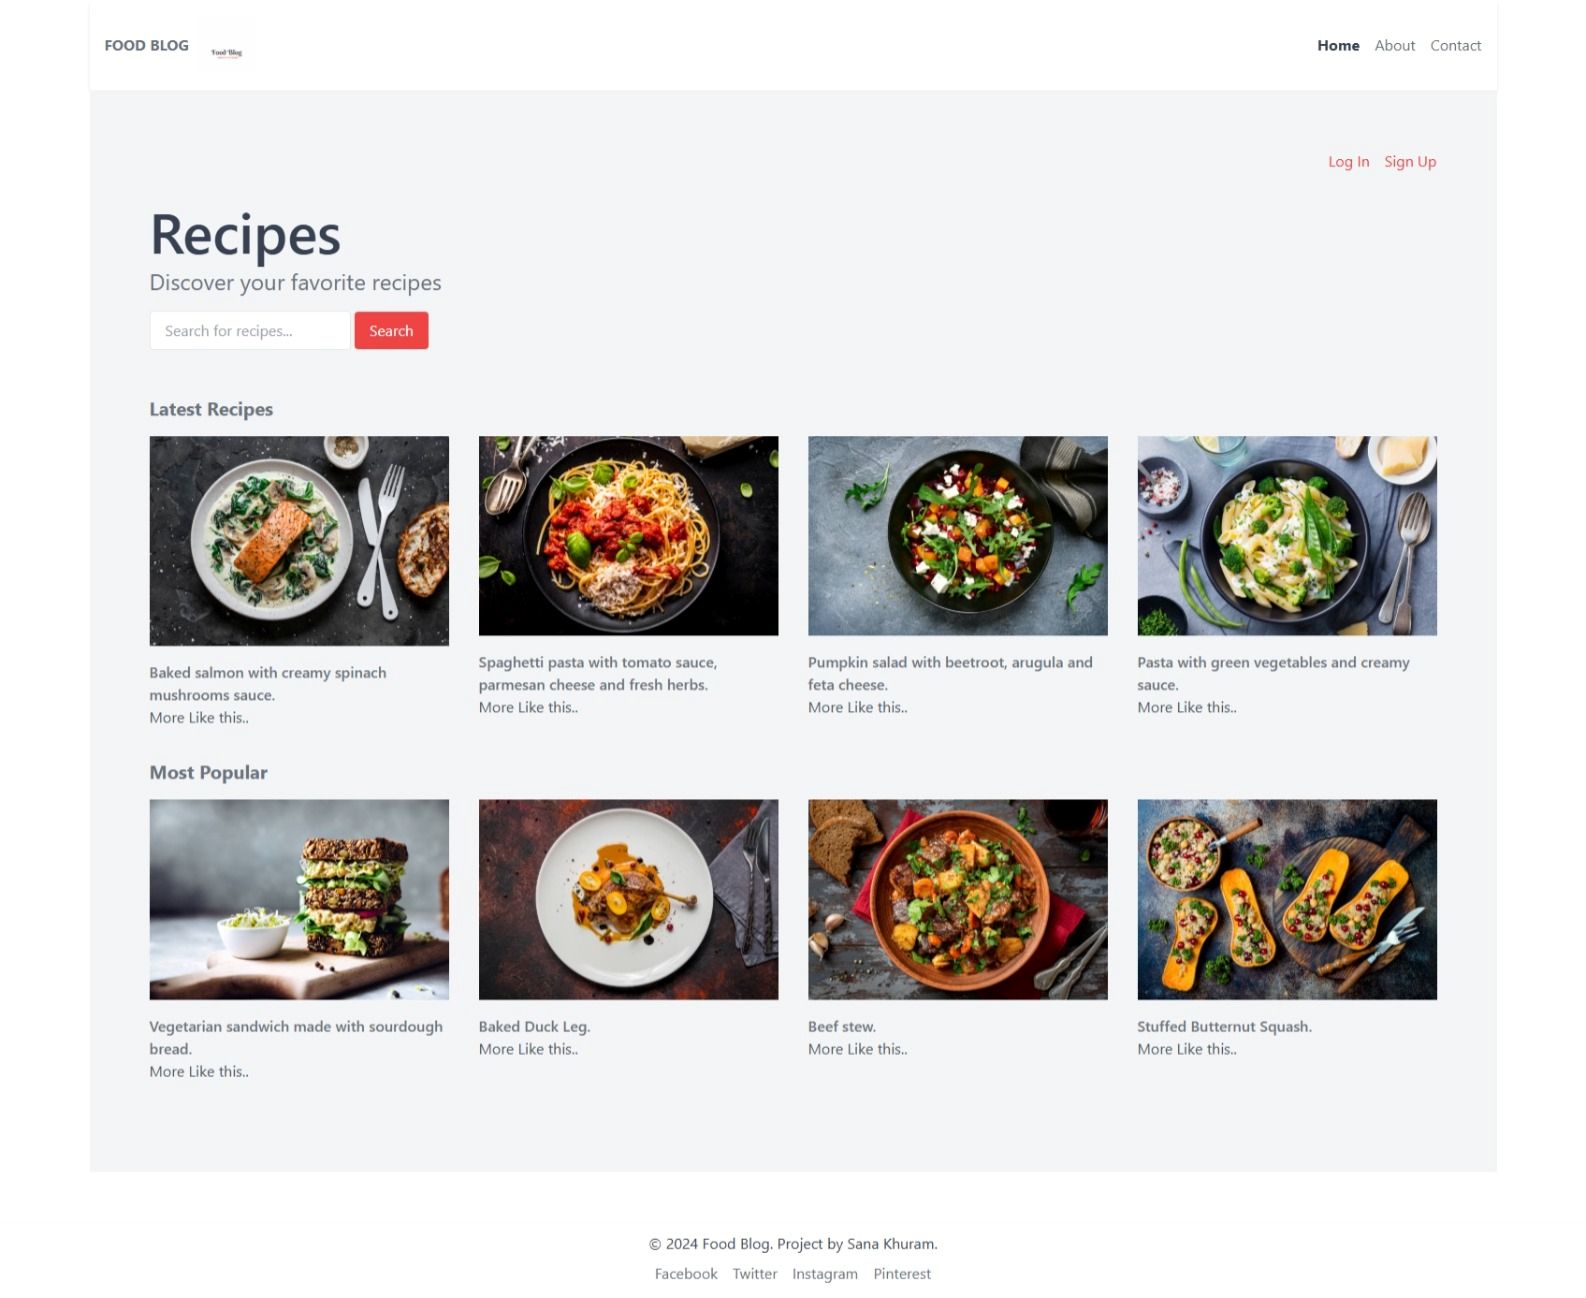 FOOD BLOG
Food Blog
Home About Contact
Log In Sign Up
Recipes
Discover your favorite recipes
Search for recipes...
Search
Latest Recipes
Baked salmon with creamy spinach
mushrooms sauce.
More Like this..
Spaghetti pasta with tomato sauce,
parmesan cheese and fresh herbs.
More Like this..
Pumpkin salad with beetroot, arugula and
feta cheese.
More Like this..
Pasta with green vegetables and creamy
sauce.
More Like this..
Most Popular
Vegetarian sandwich made with sourdough
bread.
More Like this..
Baked Duck Leg.
More Like this..
Beef stew.
More Like this..
Stuffed Butternut Squash.
More Like this..
© 2024 Food Blog. Project by Sana Khuram.
Facebook Twitter Instagram Pinterest